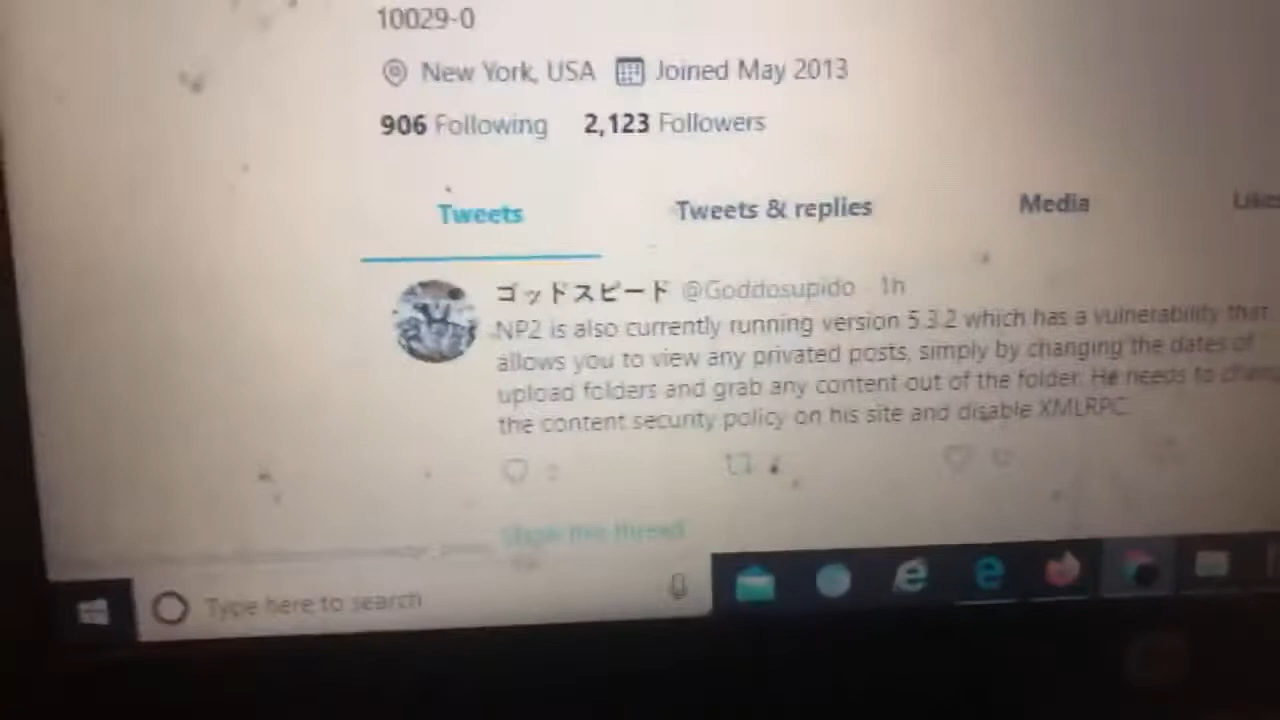 10029-0
New York, USA Joined May 2013
906 Following 2,123 Followers
Tweets Tweets & replies Media Likes
ゴッドスピード @Goddosupido · 1h
NP2 is also currently running version 5.3.2 which has a vulnerability that
allows you to view any privated posts, simply by changing the dates of
upload folders and grab any content out of the folder. He needs to
the content security policy on his site and disable XMLRPC.
Show this thread
Type here to search